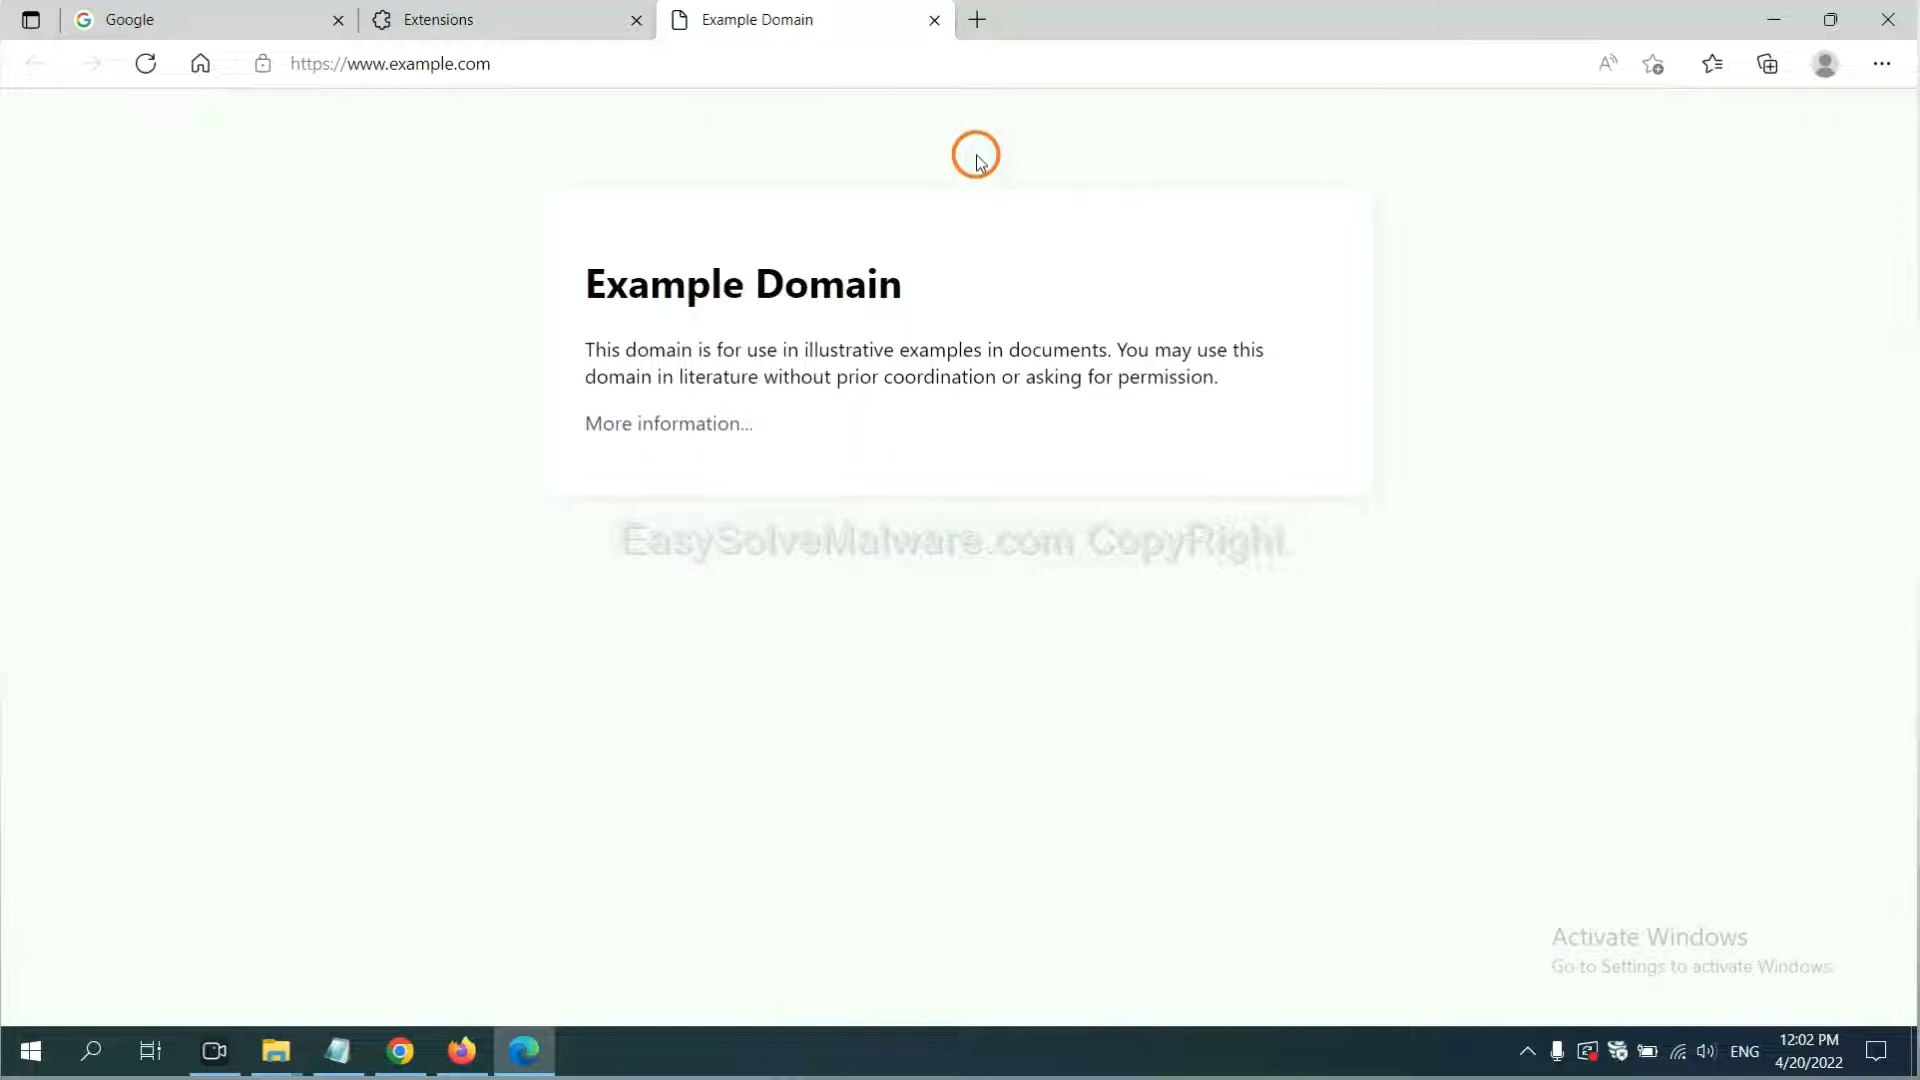 Google
Extensions
Example Domain
https://www.example.com
Example Domain
This domain is for use in illustrative examples in documents. You may use this
domain in literature without prior coordination or asking for permission.
More information...
EasySolveMalware.com CopyRight
Activate Windows
Go to Settings to activate Windows.
ENG
12:02 PM
4/20/2022